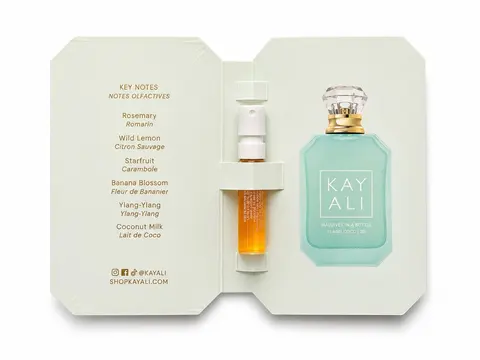 KEY NOTES
NOTES OLFACTIVES
Rosemary
Romarin
Wild Lemon
Citron Sauvage
Starfruit
Carambole
Banana Blossom
Fleur de Bananier
Ylang-Ylang
Ylang-Ylang
Coconut Milk
Lait de Coco
@KAYALI
SHOPKAYALI.COM
KAY
ALI